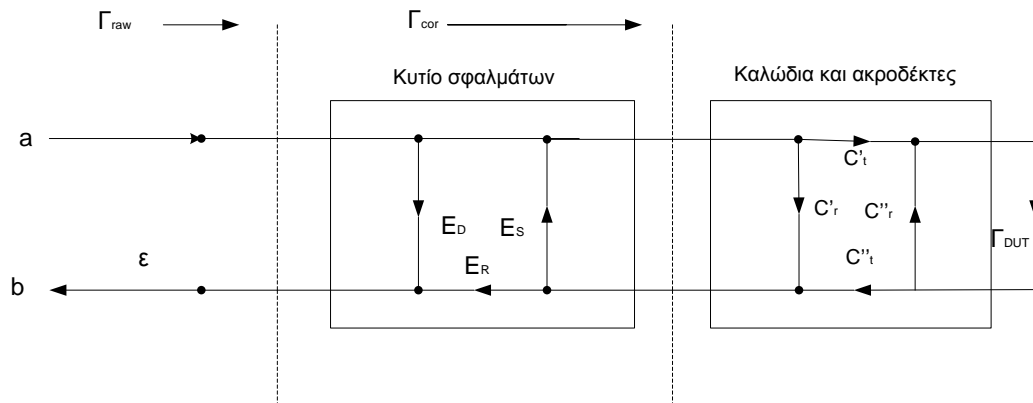 Γraw
Γcor
Κυτίο σφαλμάτων
Καλώδια και ακροδέκτες
a
C't
C'r
C''r
ED
ES
ΓDUT
ε
ER
C''t
b